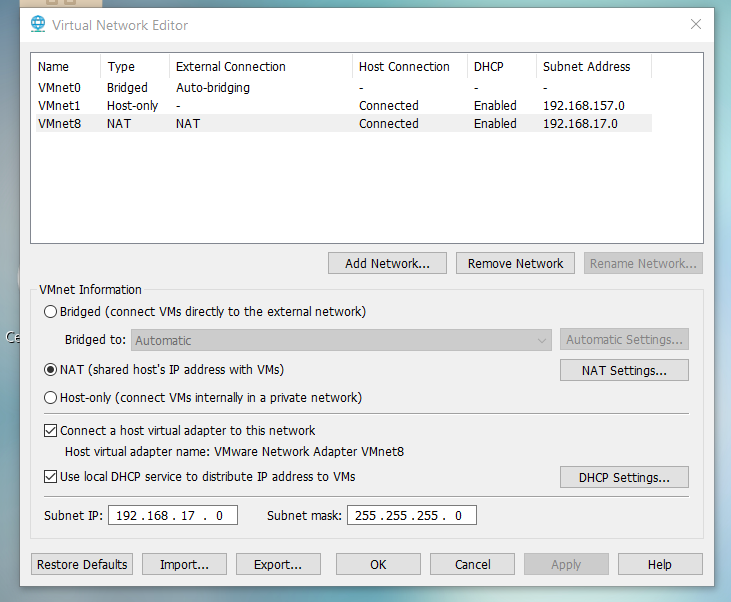 Virtual Network Editor
Name Type External Connection Host Connection DHCP Subnet Address
VMnet0 Bridged Auto-bridging - - -
VMnet1 Host-only - Connected Enabled 192.168.157.0
VMnet8 NAT NAT Connected Enabled 192.168.17.0
Add Network... Remove Network Rename Network...
VMnet Information
Bridged (connect VMs directly to the external network)
Bridged to: Automatic Automatic Settings...
NAT (shared host's IP address with VMs) NAT Settings...
Host-only (connect VMs internally in a private network)
Connect a host virtual adapter to this network
Host virtual adapter name: VMware Network Adapter VMnet8
Use local DHCP service to distribute IP address to VMs DHCP Settings...
Subnet IP: 192 . 168 . 17 . 0 Subnet mask: 255 . 255 . 255 . 0
Restore Defaults Import... Export... OK Cancel Apply Help